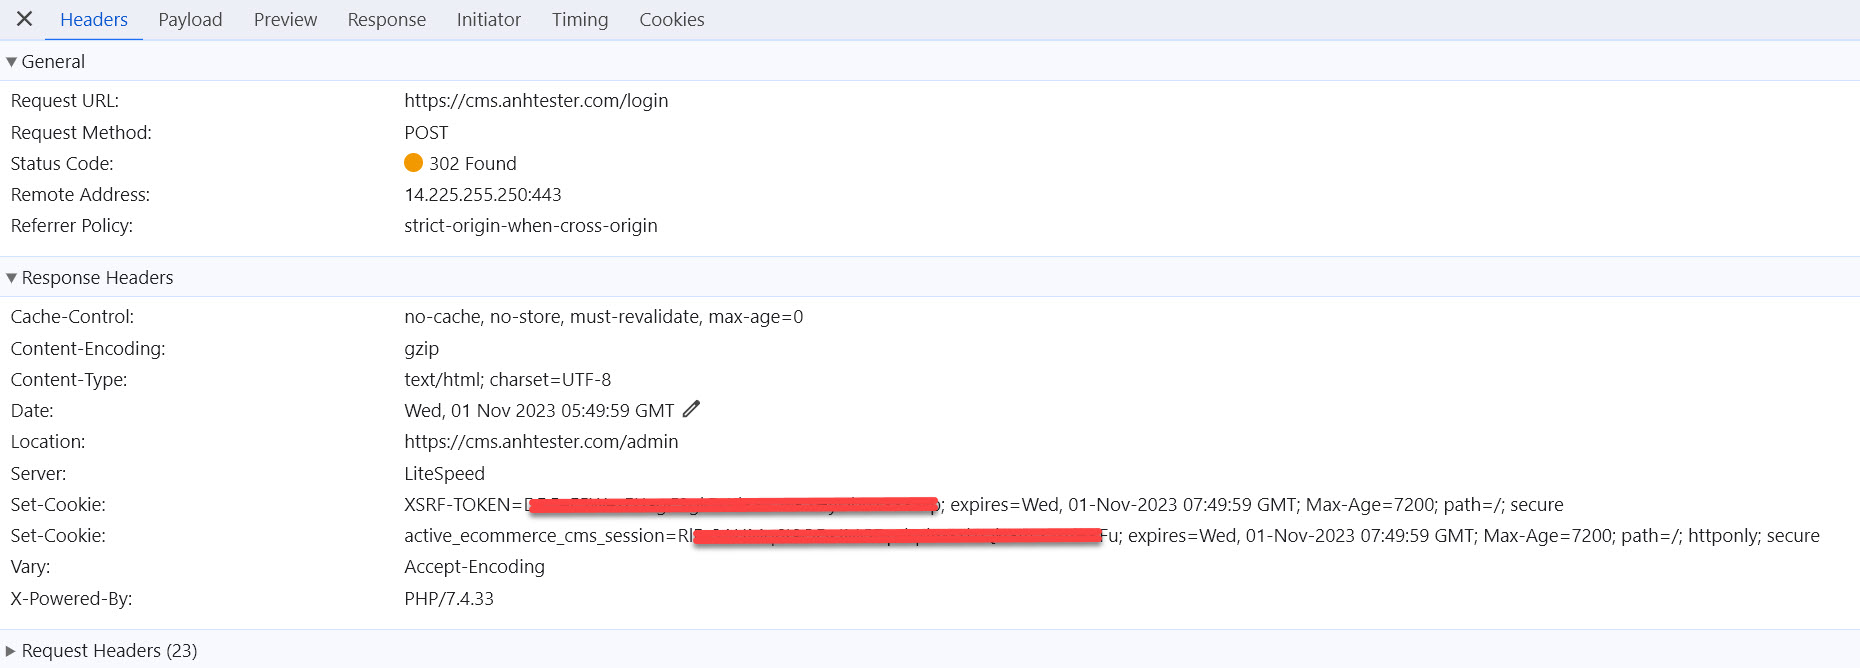 Headers Payload Preview Response Initiator Timing Cookies
General
Request URL: https://cms.anhtester.com/login
Request Method: POST
Status Code: 302 Found
Remote Address: 14.225.255.250:443
Referrer Policy: strict-origin-when-cross-origin
Response Headers
Cache-Control: no-cache, no-store, must-revalidate, max-age=0
Content-Encoding: gzip
Content-Type: text/html; charset=UTF-8
Date: Wed, 01 Nov 2023 05:49:59 GMT
Location: https://cms.anhtester.com/admin
Server: LiteSpeed
Set-Cookie: XSRF-TOKEN= ; expires=Wed, 01-Nov-2023 07:49:59 GMT; Max-Age=7200; path=/; secure
Set-Cookie: active_ecommerce_cms_session= Fu; expires=Wed, 01-Nov-2023 07:49:59 GMT; Max-Age=7200; path=/; httponly; secure
Vary: Accept-Encoding
X-Powered-By: PHP/7.4.33
Request Headers (23)